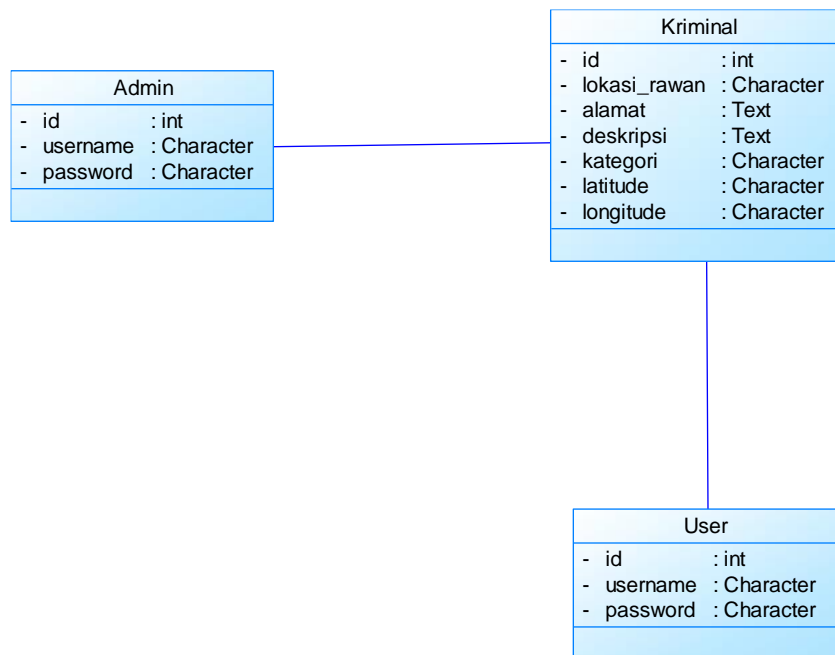 Kriminal
- id : int
- lokasi_rawan : Character
- alamat : Text
- deskripsi : Text
- kategori : Character
- latitude : Character
- longitude : Character
Admin
- id : int
- username : Character
- password : Character
User
- id : int
- username : Character
- password : Character